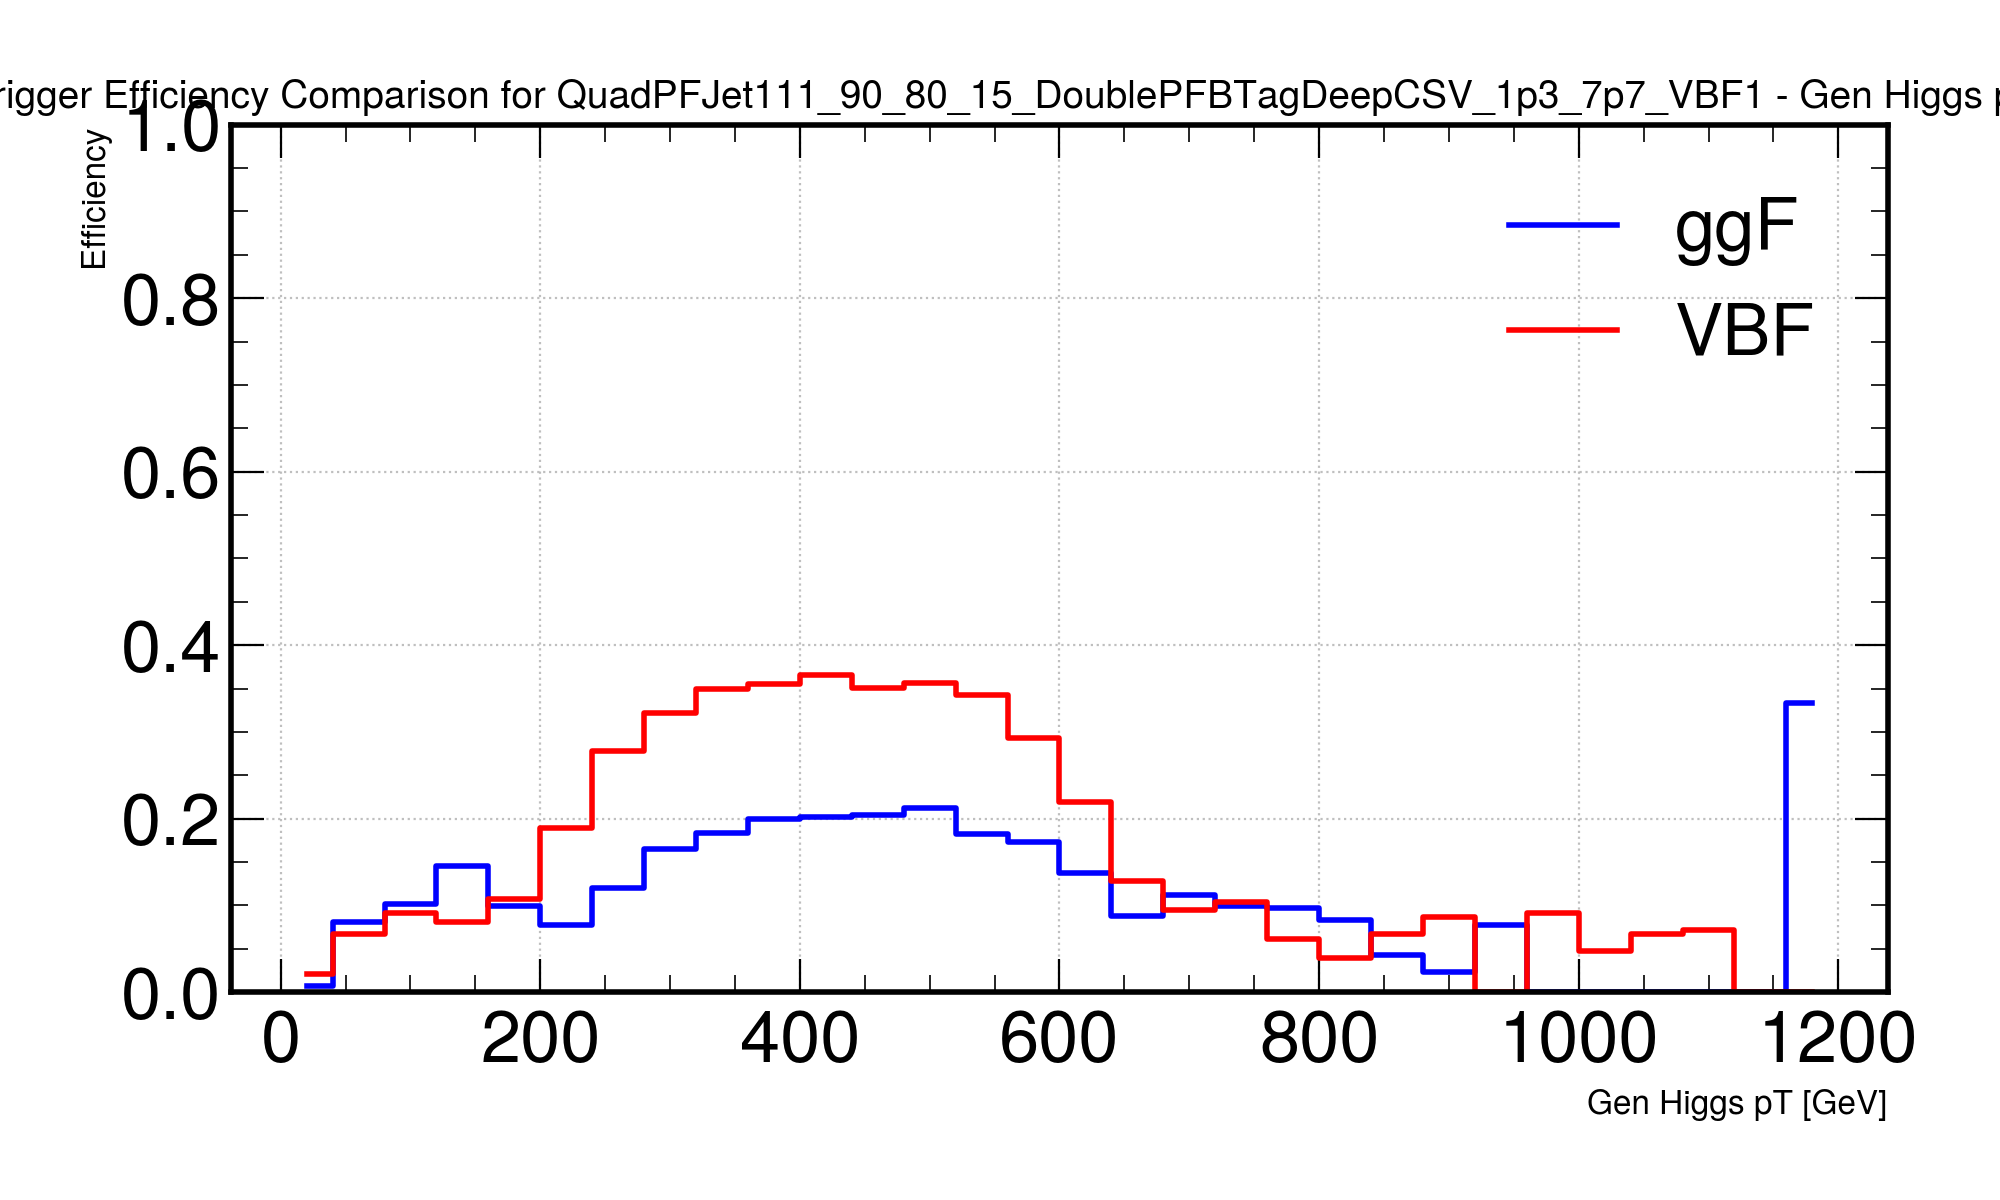 rigger Efficiency Comparison for QuadPFJet111_90_80_15_DoublePFBTagDeepCSV_1p3_7p7_VBF1 - Gen Higgs p
Efficiency
1.0
0.8
0.6
0.4
0.2
0.0
ggF
VBF
0 200 400 600 800 1000 1200
Gen Higgs pT [GeV]